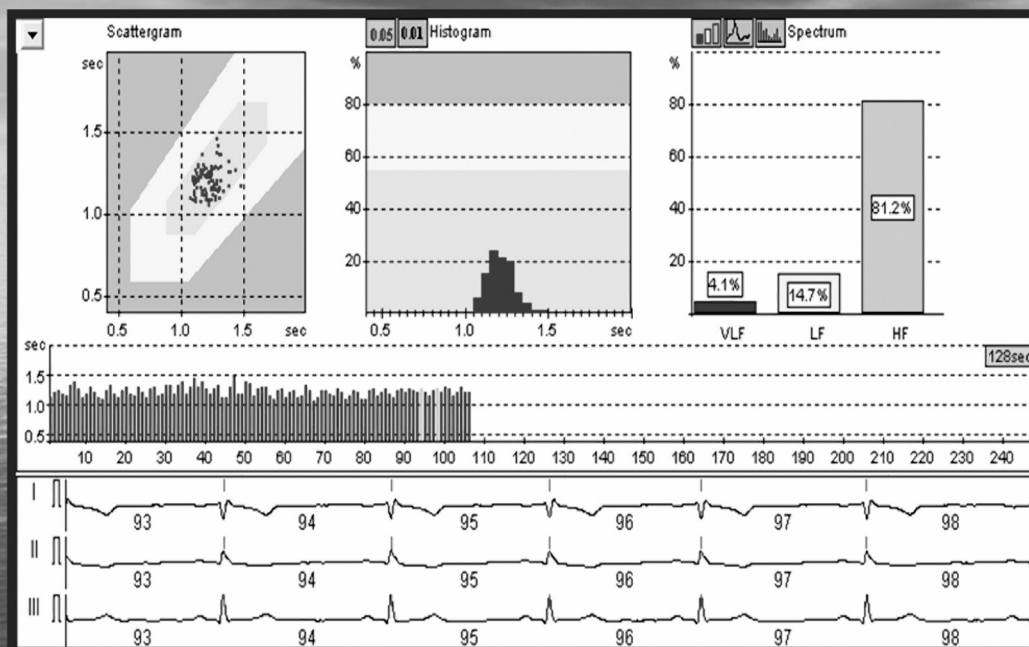 Scattergram
0.05 0.01 Histogram
Spectrum
sec
1.5
1.0
0.5
0.5 1.0 1.5 sec
%
80
60
40
20
0.5 1.0 1.5 sec
%
80
60
40
20
4.1%
14.7%
81.2%
VLF LF HF
sec
128sec
1.5
1.0
0.5
10 20 30 40 50 60 70 80 90 100 110 120 130 140 150 160 170 180 190 200 210 220 230 240
I
93 94 95 96 97 98
II
93 94 95 96 97 98
III
93 94 95 96 97 98